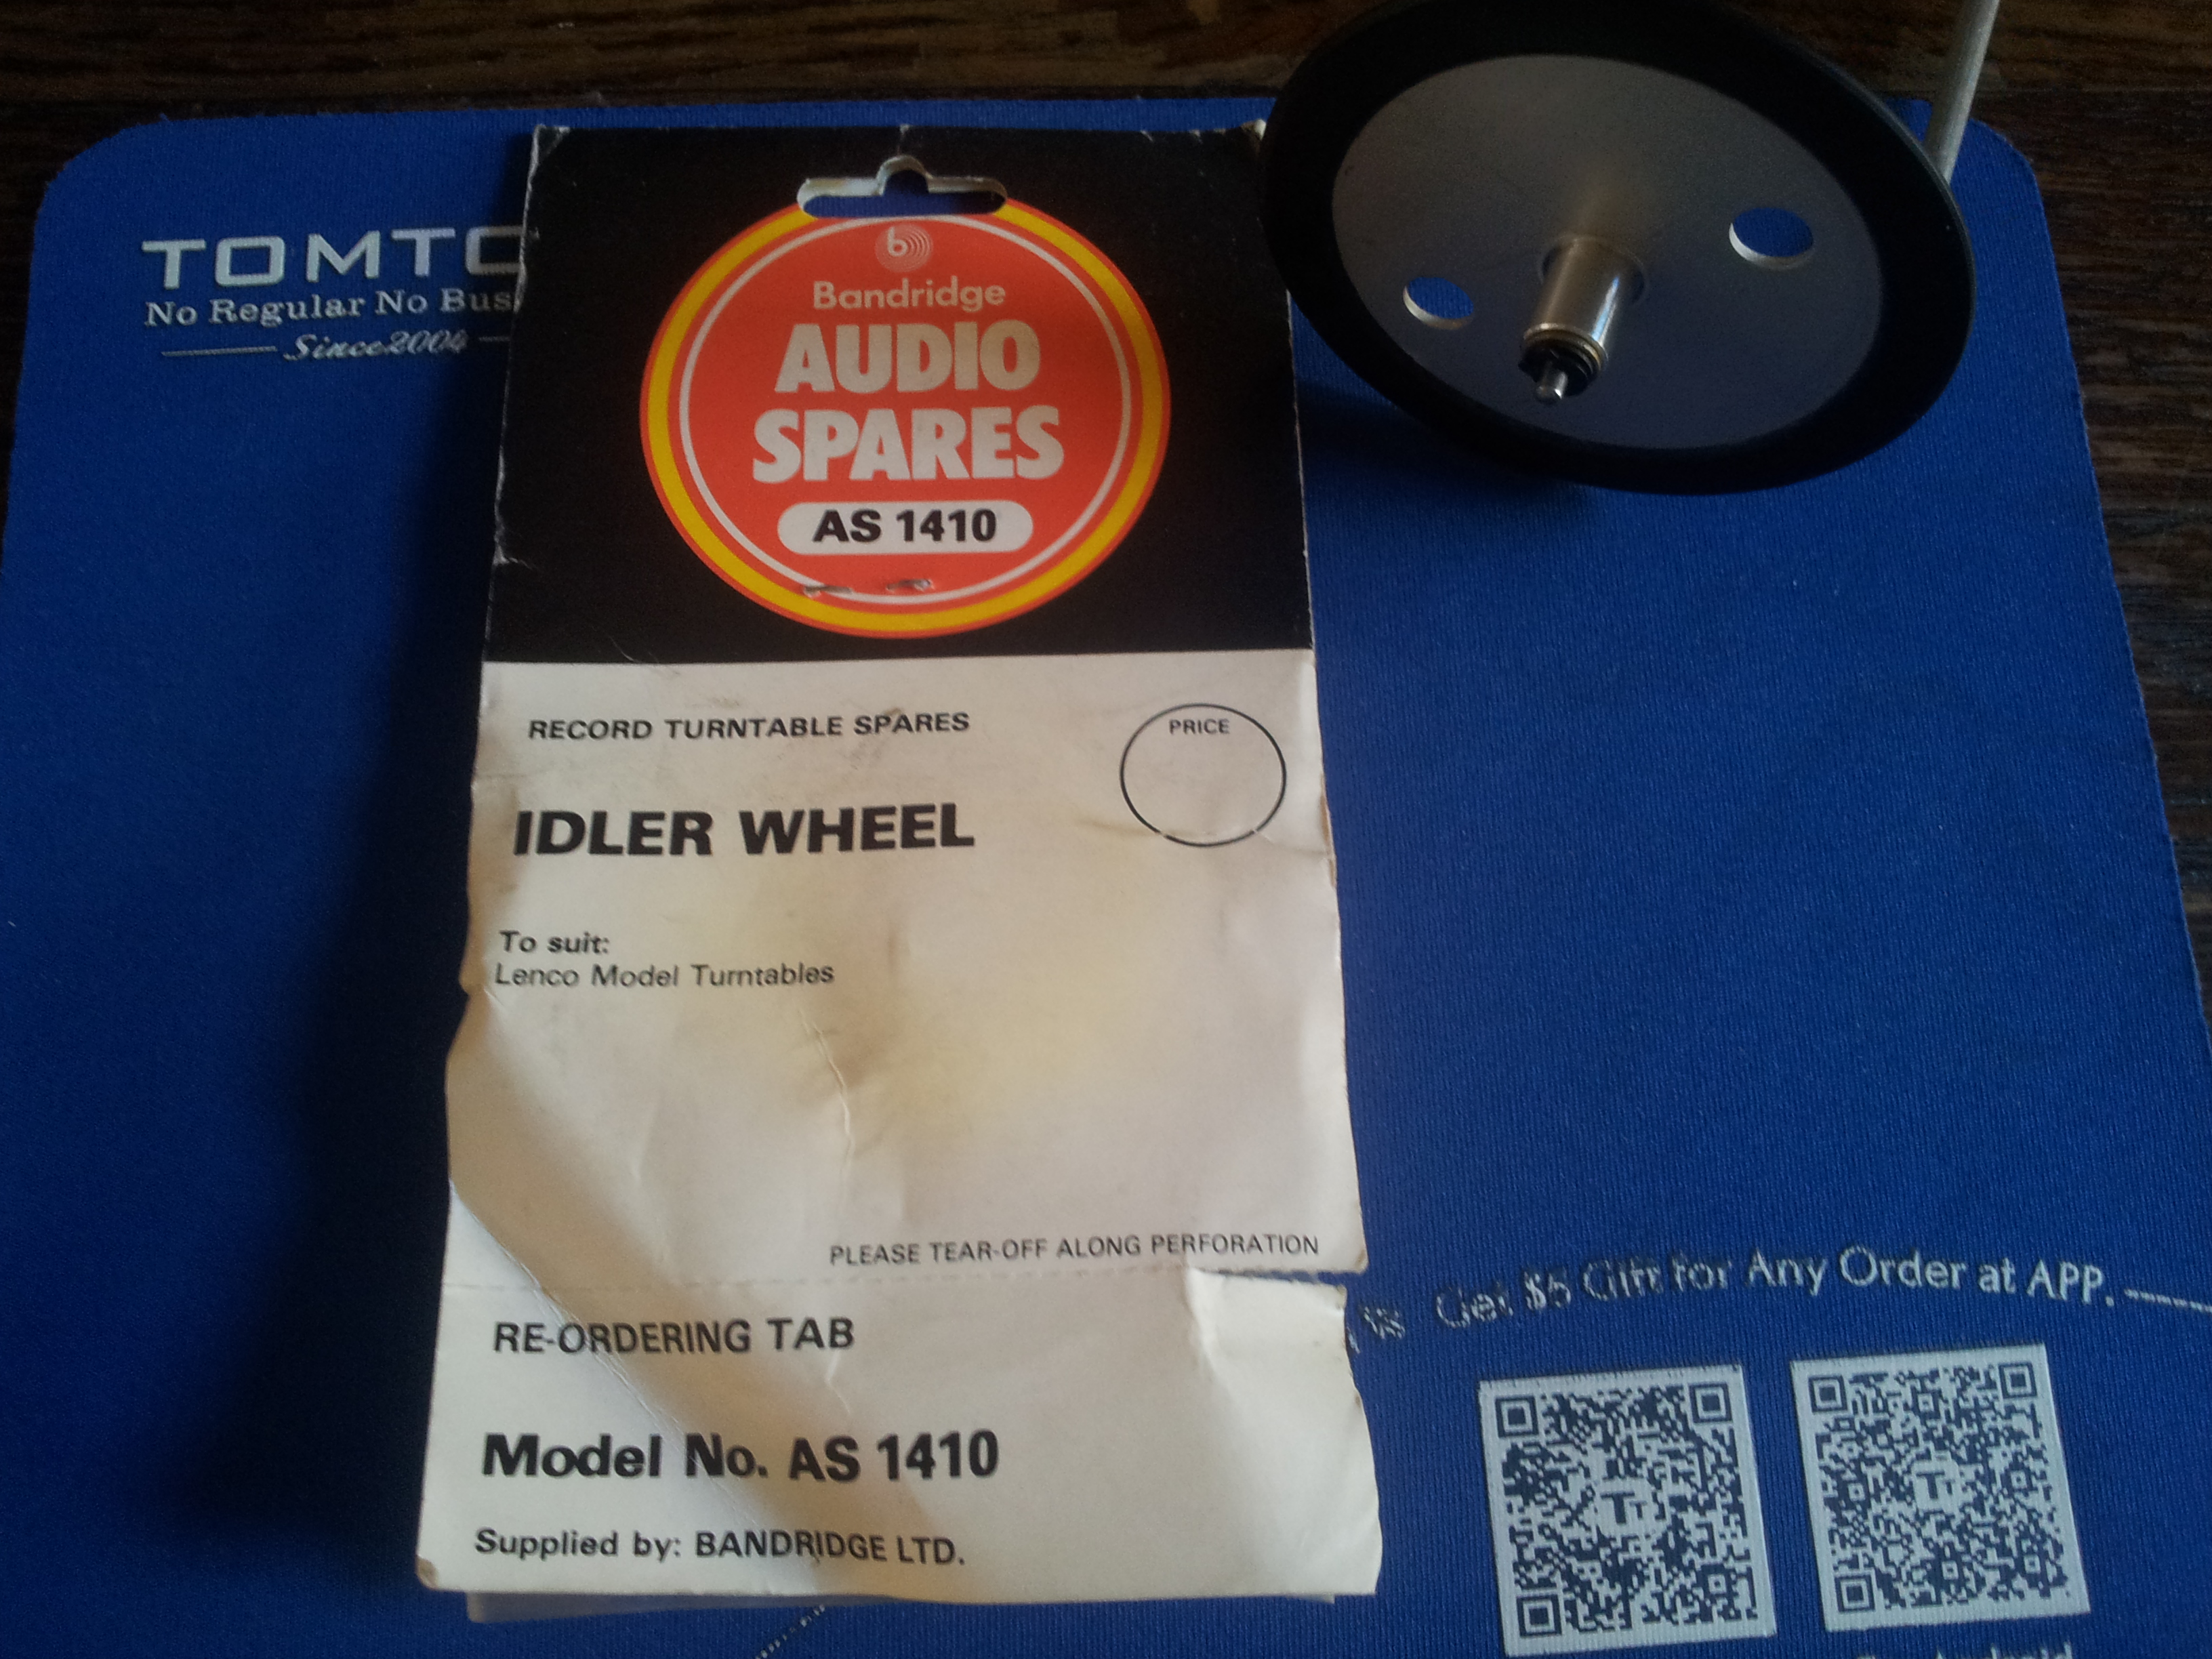 TOMTO
No Regular No Bus
Since2004
b
Bandridge
AUDIO
SPARES
AS 1410
RECORD TURNTABLE SPARES
PRICE
IDLER WHEEL
To suit:
Lenco Model Turntables
PLEASE TEAR-OFF ALONG PERFORATION
RE-ORDERING TAB
Model No. AS 1410
Supplied by: BANDRIDGE LTD.
Get $5 Gift for Any Order at APP.